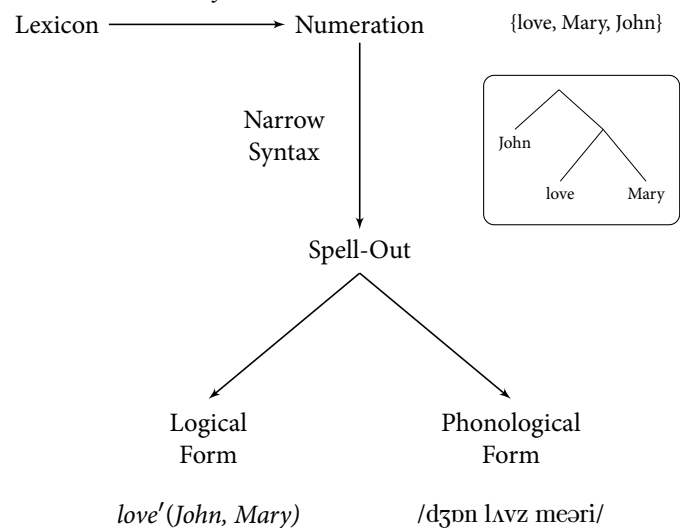 Lexicon Numeration {love, Mary, John}
Narrow
Syntax
John
love Mary
Spell-Out
Logical Phonological
Form Form
love′(John, Mary) /dʒɒn lʌvz meəri/